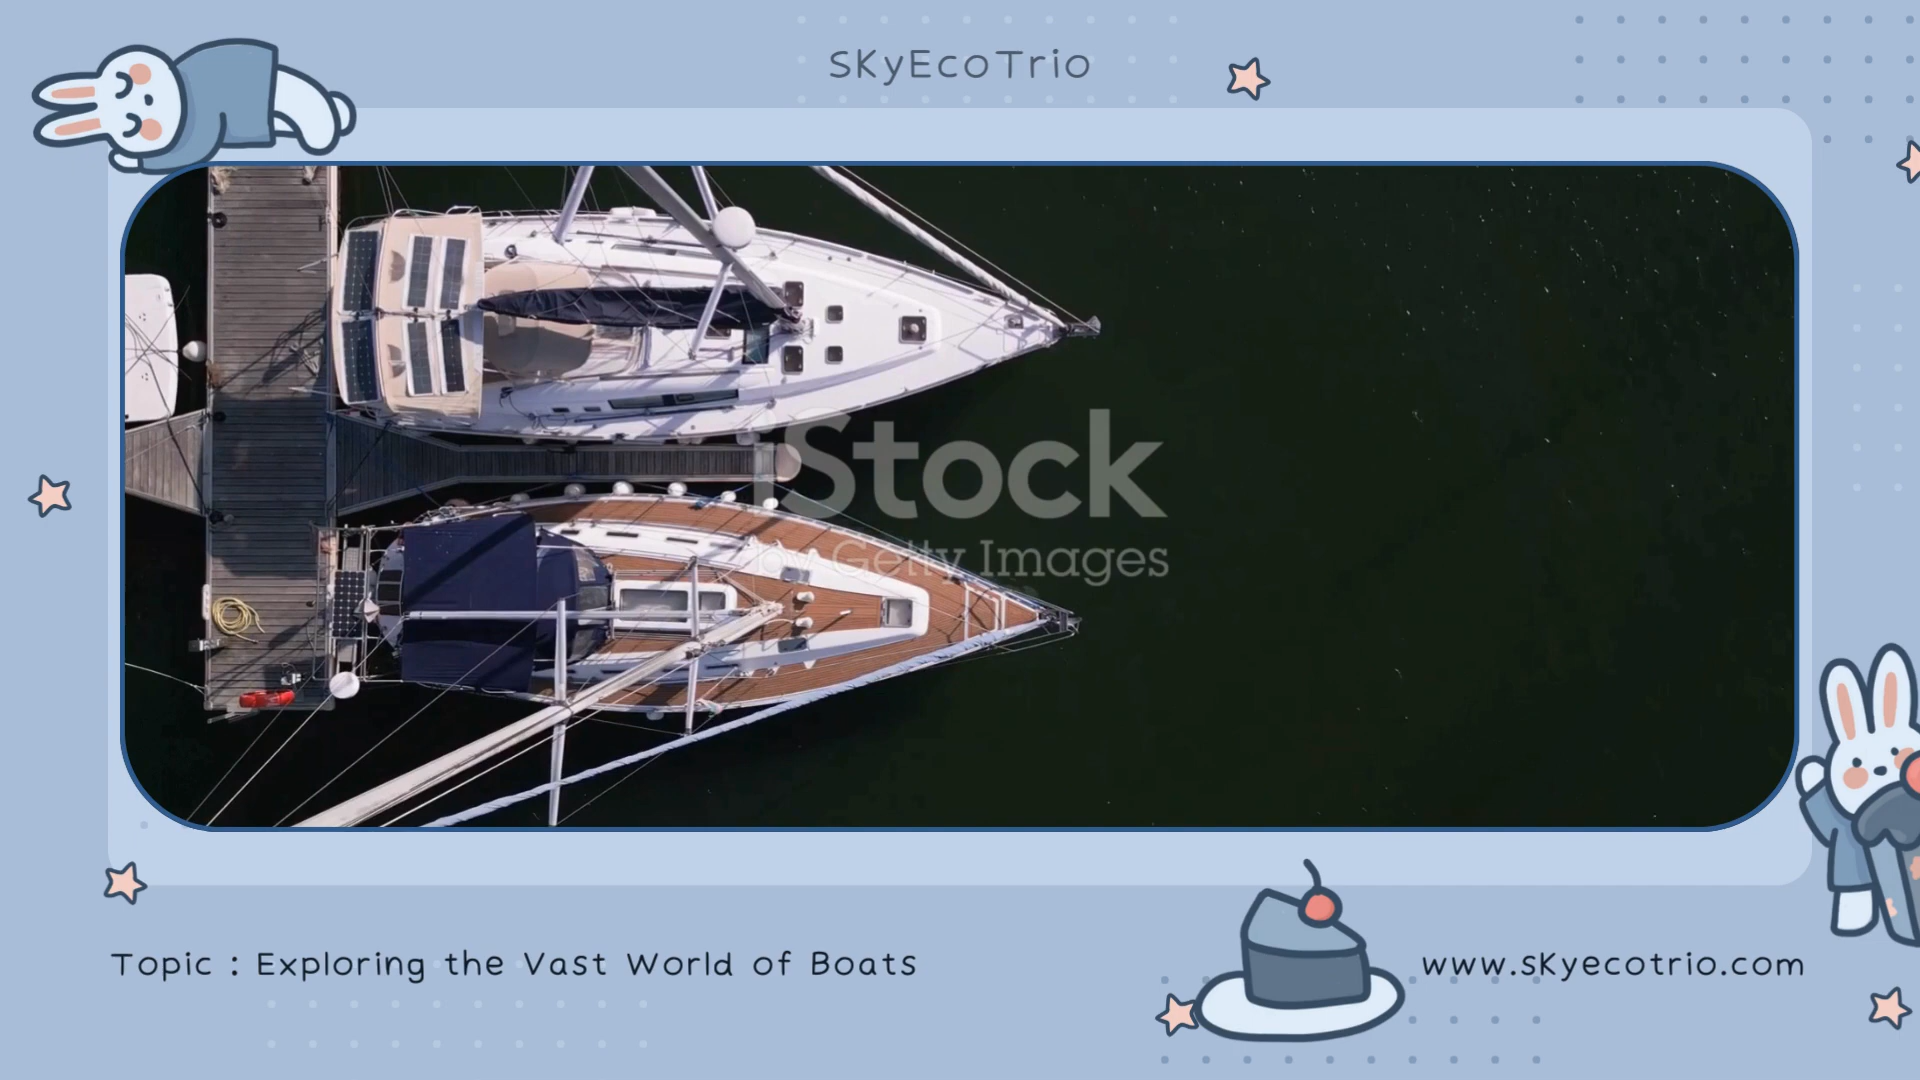 SKyEcoTrio
iStock
by Getty Images
Topic : Exploring the Vast World of Boats
www.skyecotrio.com